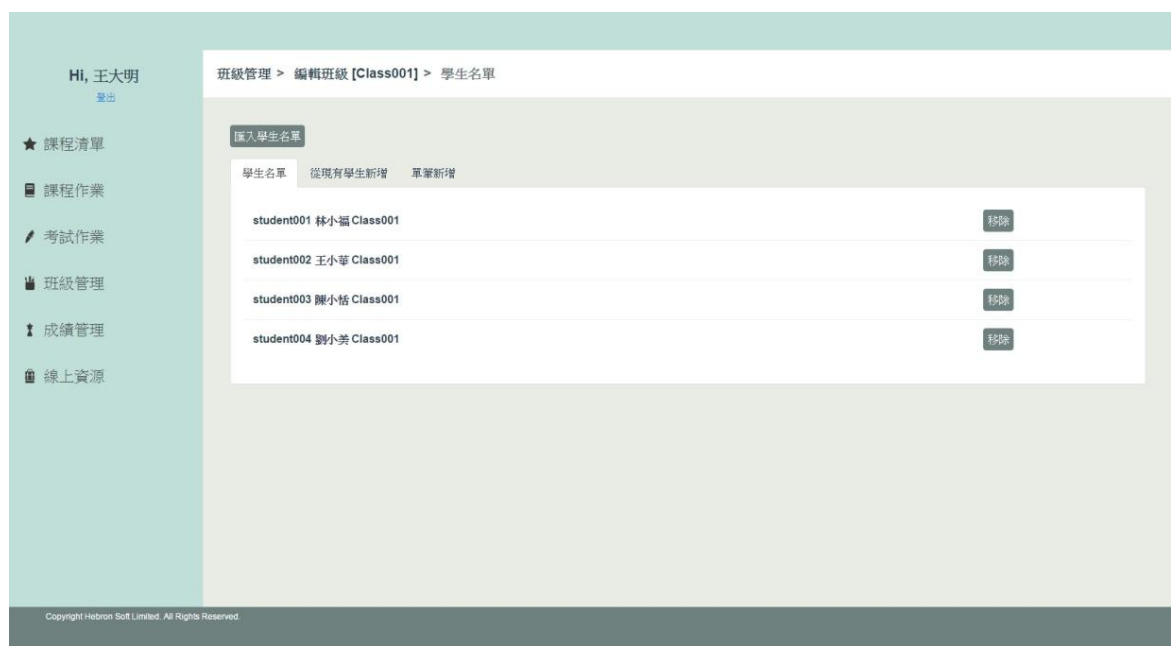 Hi, 王大明
登出
課程清單
課程作業
考試作業
班級管理
成績管理
線上資源
班級管理 > 編輯班級 [Class001] > 學生名單
匯入學生名單
學生名單 從現有學生新增 單筆新增
student001 林小福 Class001 移除
student002 王小華 Class001 移除
student003 陳小恬 Class001 移除
student004 劉小美 Class001 移除
Copyright Hebron Soft Limited. All Rights Reserved.